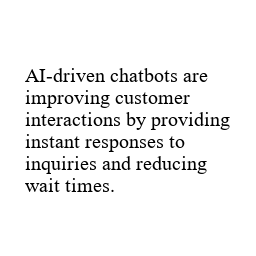 AI-driven chatbots are
improving customer
interactions by providing
instant responses to
inquiries and reducing
wait times.